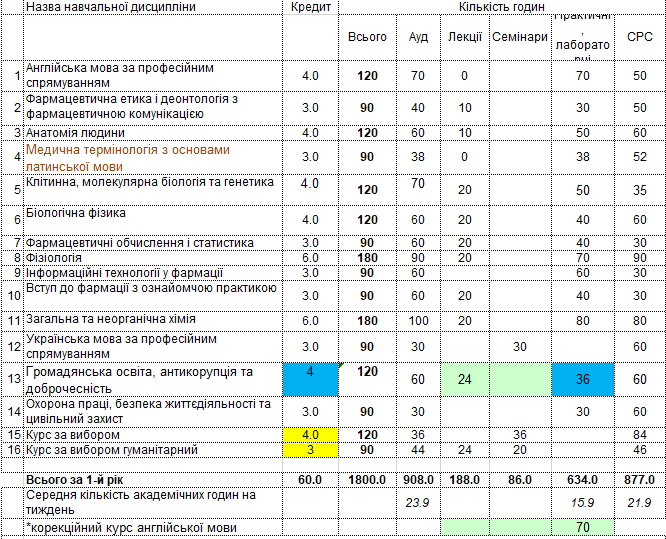 Назва навчальної дисципліни Кредит Кількість годин
Всього Ауд Лекції Семінари Практичні, лабораторні СРС
1 Англійська мова за професійним спрямуванням 4.0 120 70 0 70 50
2 Фармацевтична етика і деонтологія з фармацевтичною комунікацією 3.0 90 40 10 30 50
3 Анатомія людини 4.0 120 60 10 50 60
4 Медична термінологія з основами латинської мови 3.0 90 38 0 38 52
5 Клітинна, молекулярна біологія та генетика 4.0 120 70 20 50 35
6 Біологічна фізика 4.0 120 60 20 40 60
7 Фармацевтичні обчислення і статистика 3.0 90 60 20 40 30
8 Фізіологія 6.0 180 90 20 70 90
9 Інформаційні технології у фармації 3.0 90 60 60 30
10 Вступ до фармації з ознайомчою практикою 3.0 90 60 20 40 30
11 Загальна та неорганічна хімія 6.0 180 100 20 80 80
12 Українська мова за професійним спрямуванням 3.0 90 30 30 60
13 Громадянська освіта, антикорупція та доброчесність 4 120 60 24 36 60
14 Охорона праці, безпека життєдіяльності та цивільний захист 3.0 90 30 30 60
15 Курс за вибором 4.0 120 36 36 84
16 Курс за вибором гуманітарний 3 90 44 24 20 46
Всього за 1-й рік 60.0 1800.0 908.0 188.0 86.0 634.0 877.0
Середня кількість академічних годин на тиждень 23.9 15.9 21.9
*корекційний курс англійської мови 70